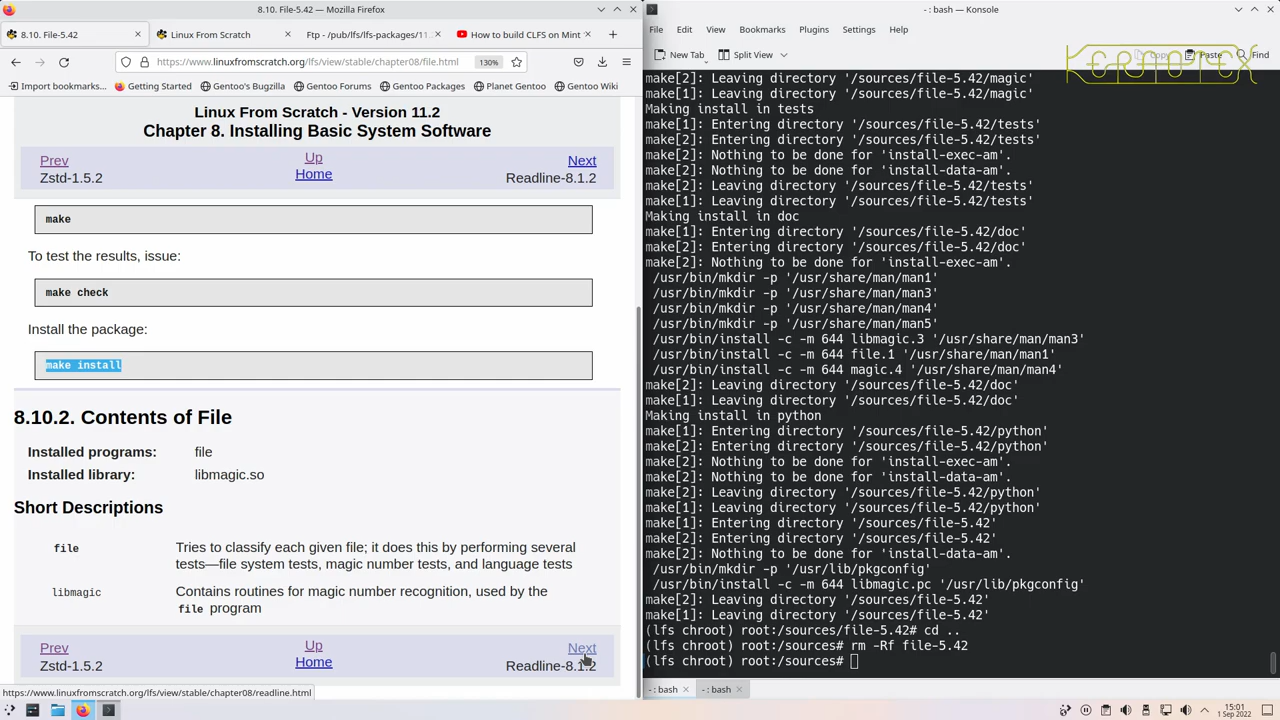 8.10. File-5.42 — Mozilla Firefox
8.10. File-5.42
Linux From Scratch
Ftp - /pub/lfs/lfs-packages/11.
How to build CLFS on Mint
https://www.linuxfromscratch.org/lfs/view/stable/chapter08/file.html
Import bookmarks...
Getting Started
Gentoo's Bugzilla
Gentoo Forums
Gentoo Packages
Planet Gentoo
Gentoo Wiki
Linux From Scratch - Version 11.2
Chapter 8. Installing Basic System Software
Prev
Up
Next
Zstd-1.5.2
Home
Readline-8.1.2
make
To test the results, issue:
make check
Install the package:
make install
8.10.2. Contents of File
Installed programs: file
Installed library: libmagic.so
Short Descriptions
file
Tries to classify each given file; it does this by performing several
tests—file system tests, magic number tests, and language tests
libmagic
Contains routines for magic number recognition, used by the
file program
Prev
Up
Next
Zstd-1.5.2
Home
Readline-8.1.2
https://www.linuxfromscratch.org/lfs/view/stable/chapter08/readline.html
- : bash — Konsole
File Edit View Bookmarks Plugins Settings Help
New Tab
Split View
Copy
Paste
Find
KERNOTEX
make[2]: Leaving directory '/sources/file-5.42/magic'
make[1]: Leaving directory '/sources/file-5.42/magic'
Making install in tests
make[1]: Entering directory '/sources/file-5.42/tests'
make[2]: Entering directory '/sources/file-5.42/tests'
make[2]: Nothing to be done for 'install-exec-am'.
make[2]: Nothing to be done for 'install-data-am'.
make[2]: Leaving directory '/sources/file-5.42/tests'
make[1]: Leaving directory '/sources/file-5.42/tests'
Making install in doc
make[1]: Entering directory '/sources/file-5.42/doc'
make[2]: Entering directory '/sources/file-5.42/doc'
make[2]: Nothing to be done for 'install-exec-am'.
/usr/bin/mkdir -p '/usr/share/man/man1'
/usr/bin/mkdir -p '/usr/share/man/man3'
/usr/bin/mkdir -p '/usr/share/man/man4'
/usr/bin/mkdir -p '/usr/share/man/man5'
/usr/bin/install -c -m 644 libmagic.3 '/usr/share/man/man3'
/usr/bin/install -c -m 644 file.1 '/usr/share/man/man1'
/usr/bin/install -c -m 644 magic.4 '/usr/share/man/man4'
make[2]: Leaving directory '/sources/file-5.42/doc'
make[1]: Leaving directory '/sources/file-5.42/doc'
Making install in python
make[1]: Entering directory '/sources/file-5.42/python'
make[2]: Entering directory '/sources/file-5.42/python'
make[2]: Nothing to be done for 'install-exec-am'.
make[2]: Nothing to be done for 'install-data-am'.
make[2]: Leaving directory '/sources/file-5.42/python'
make[1]: Leaving directory '/sources/file-5.42/python'
make[1]: Entering directory '/sources/file-5.42'
make[2]: Entering directory '/sources/file-5.42'
make[2]: Nothing to be done for 'install-data-am'.
/usr/bin/mkdir -p '/usr/lib/pkgconfig'
/usr/bin/install -c -m 644 libmagic.pc '/usr/lib/pkgconfig'
make[2]: Leaving directory '/sources/file-5.42'
make[1]: Leaving directory '/sources/file-5.42'
(lfs chroot) root:/sources/file-5.42# cd ..
(lfs chroot) root:/sources# rm -Rf file-5.42
(lfs chroot) root:/sources#
- : bash
- : bash
15:01
1 Sep 2022